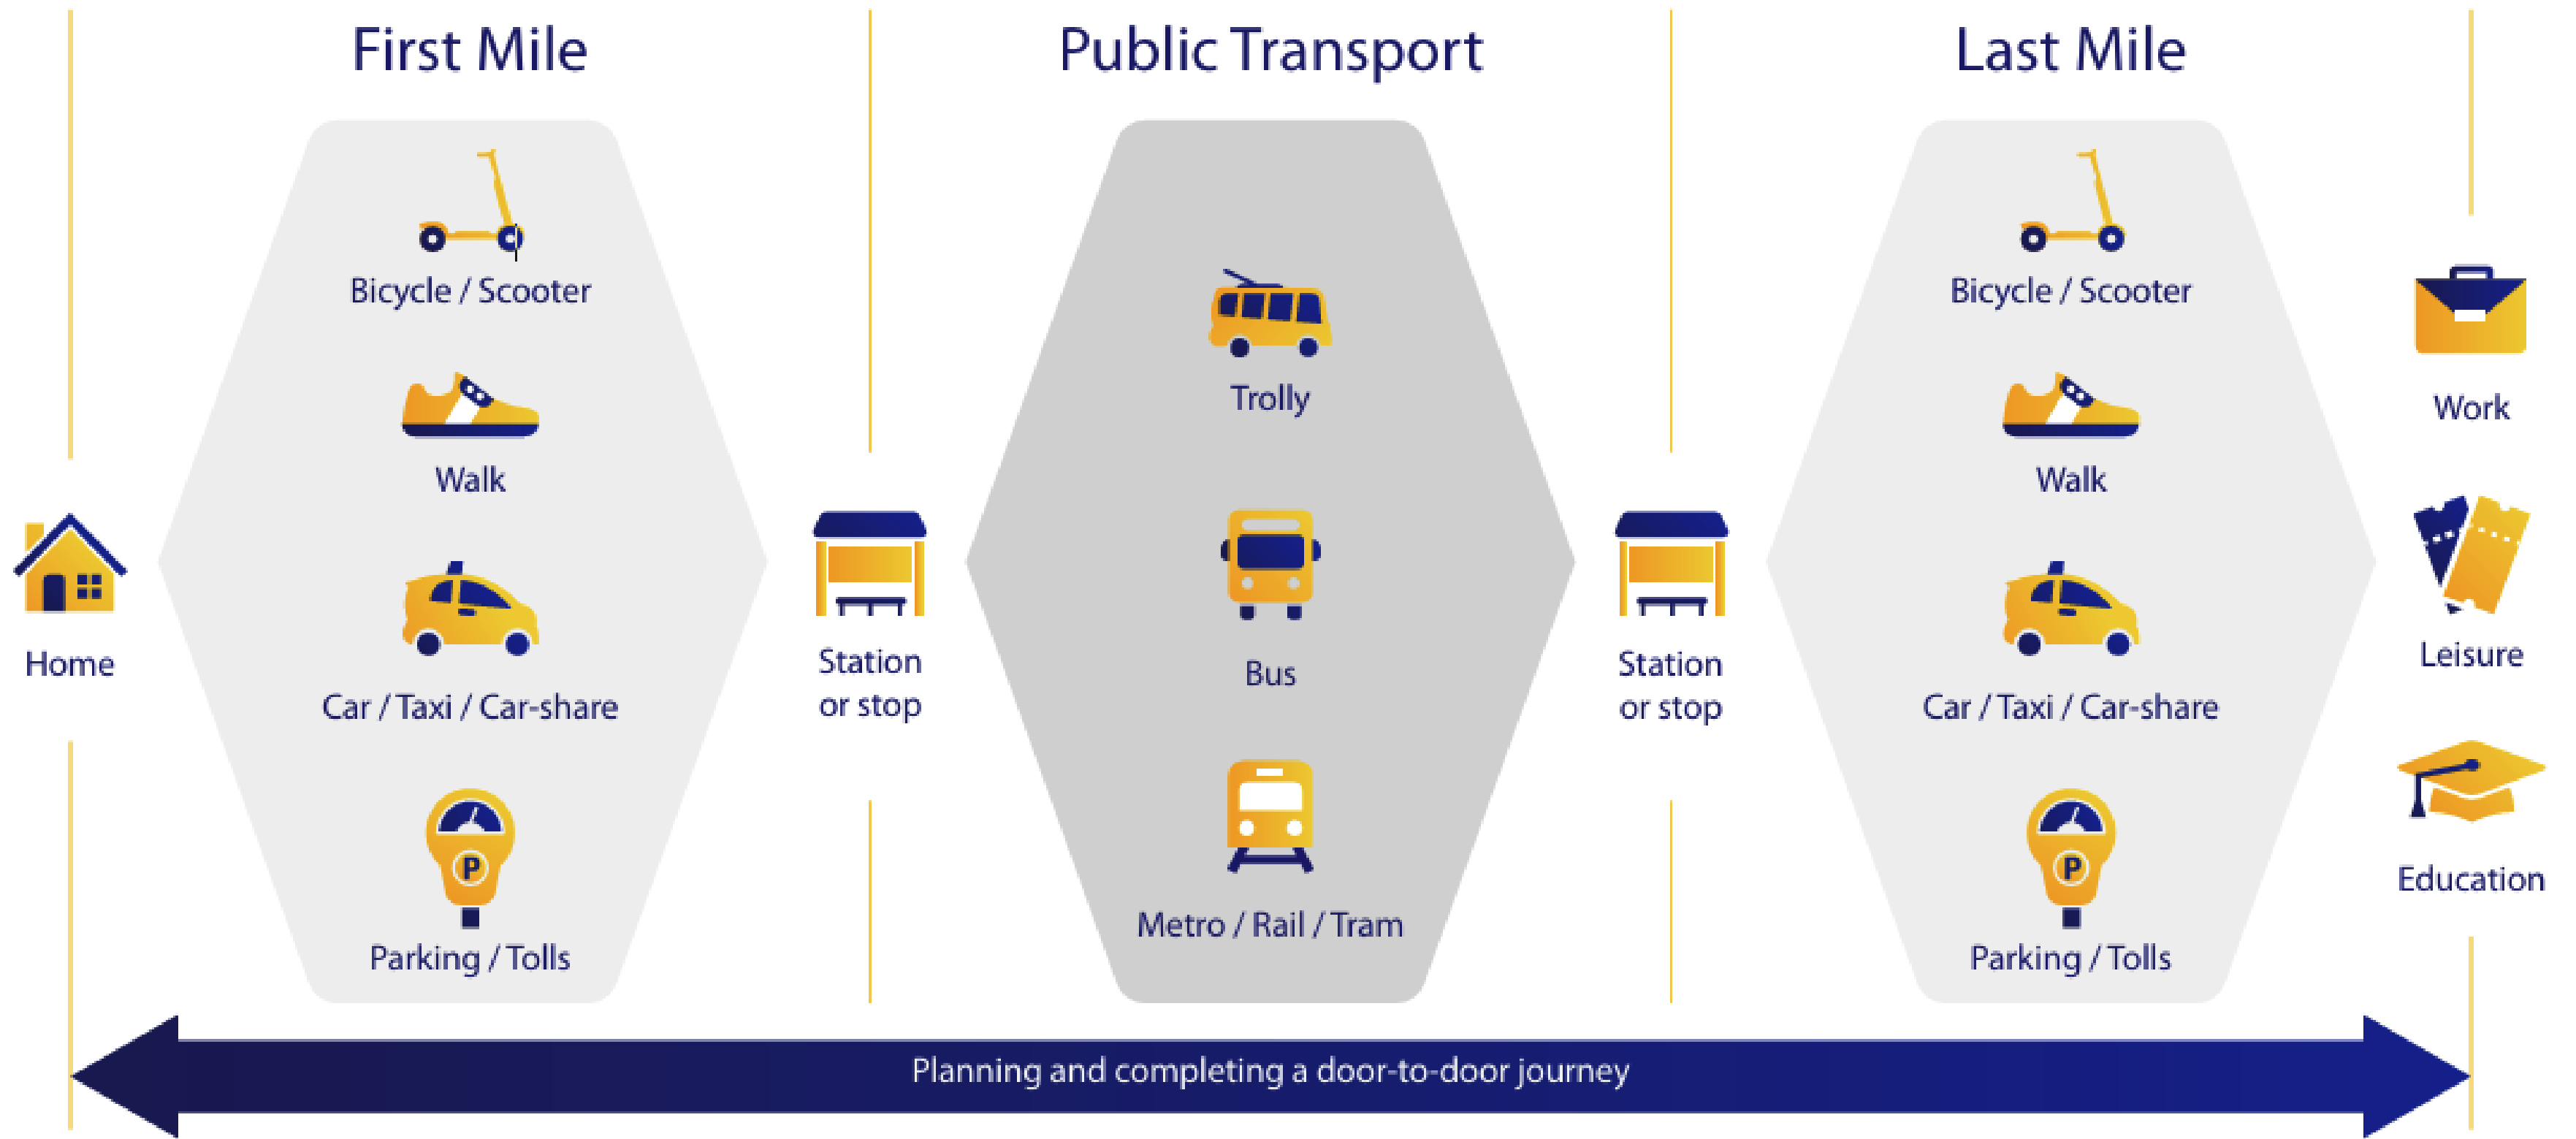 First Mile
Public Transport
Last Mile
Home
Bicycle / Scooter
Walk
Car / Taxi / Car-share
P
Parking / Tolls
Station
or stop
Trolly
Bus
Metro / Rail / Tram
Station
or stop
Bicycle / Scooter
Walk
Car / Taxi / Car-share
P
Parking / Tolls
Work
Leisure
Education
Planning and completing a door-to-door journey